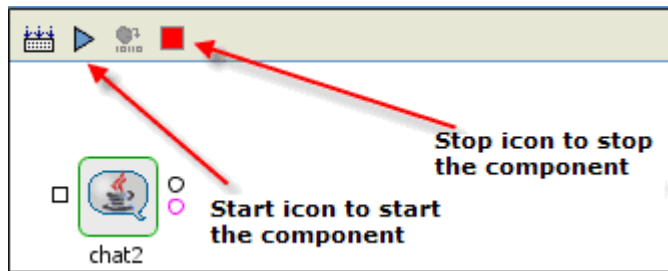 Stop icon to stop
the component
Start icon to start
the component
chat2